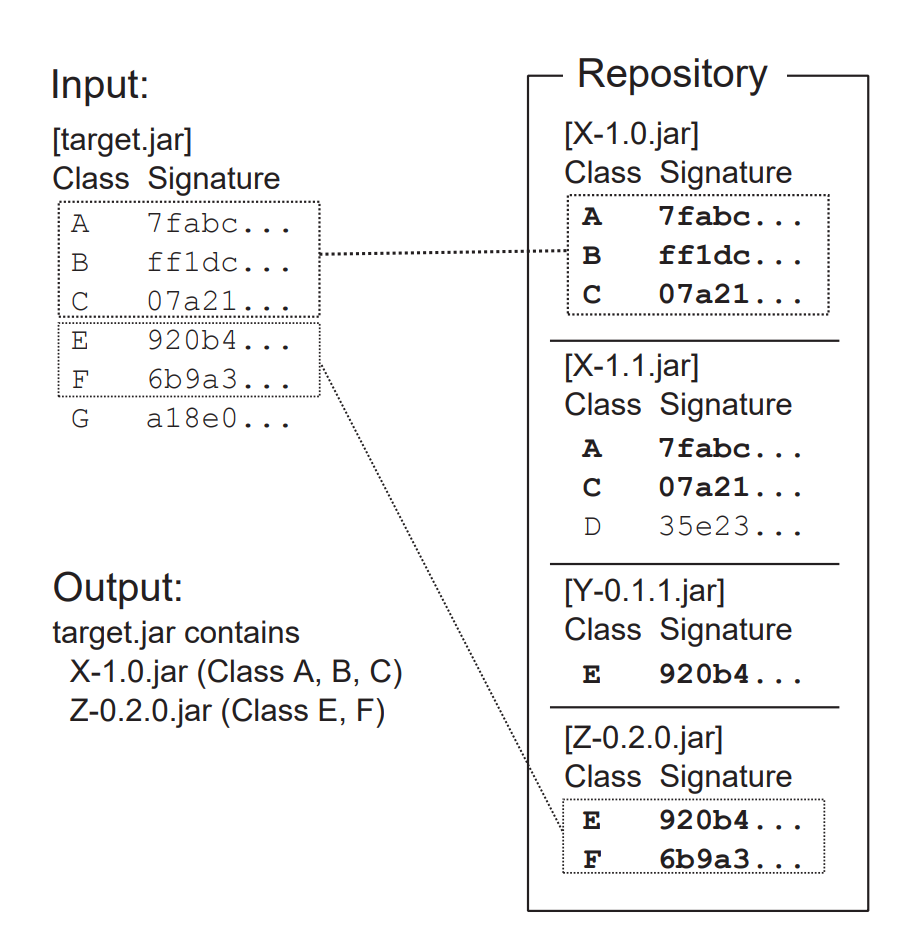 Input:
[target.jar]
Class Signature
A 7fabc...
B ff1dc...
C 07a21...
E 920b4...
F 6b9a3...
G a18e0...
Output:
target.jar contains
X-1.0.jar (Class A, B, C)
Z-0.2.0.jar (Class E, F)
Repository
[X-1.0.jar]
Class Signature
A 7fabc...
B ff1dc...
C 07a21...
[X-1.1.jar]
Class Signature
A 7fabc...
C 07a21...
D 35e23...
[Y-0.1.1.jar]
Class Signature
E 920b4...
[Z-0.2.0.jar]
Class Signature
E 920b4...
F 6b9a3...